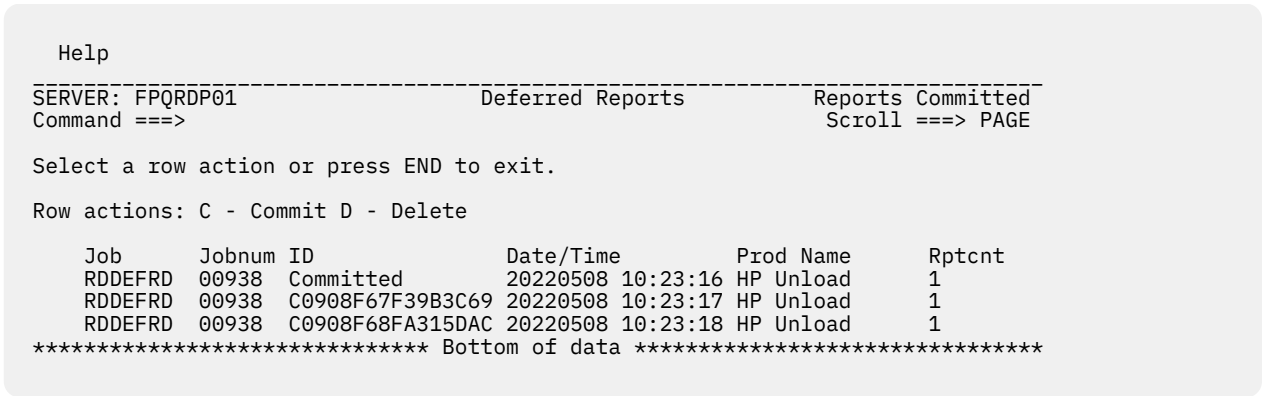 Help
_______________________________________________________________________________
SERVER: FPQRDP01                   Deferred Reports          Reports Committed
Command ===>                                                  Scroll ===> PAGE
Select a row action or press END to exit.
Row actions: C - Commit D - Delete
Job      Jobnum ID               Date/Time         Prod Name      Rptcnt
RDDEFRD  00938  Committed        20220508 10:23:16 HP Unload      1
RDDEFRD  00938  C0908F67F39B3C69 20220508 10:23:17 HP Unload      1
RDDEFRD  00938  C0908F68FA315DAC 20220508 10:23:18 HP Unload      1
******************************* Bottom of data ********************************